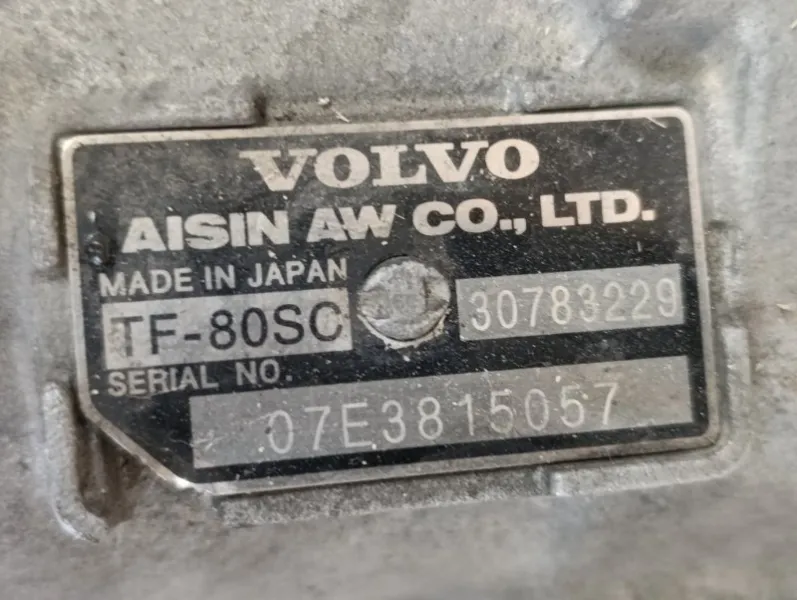 VOLVO
AISIN AW CO., LTD.
MADE IN JAPAN
TF-80SC 30783229
SERIAL NO.
07E3815057